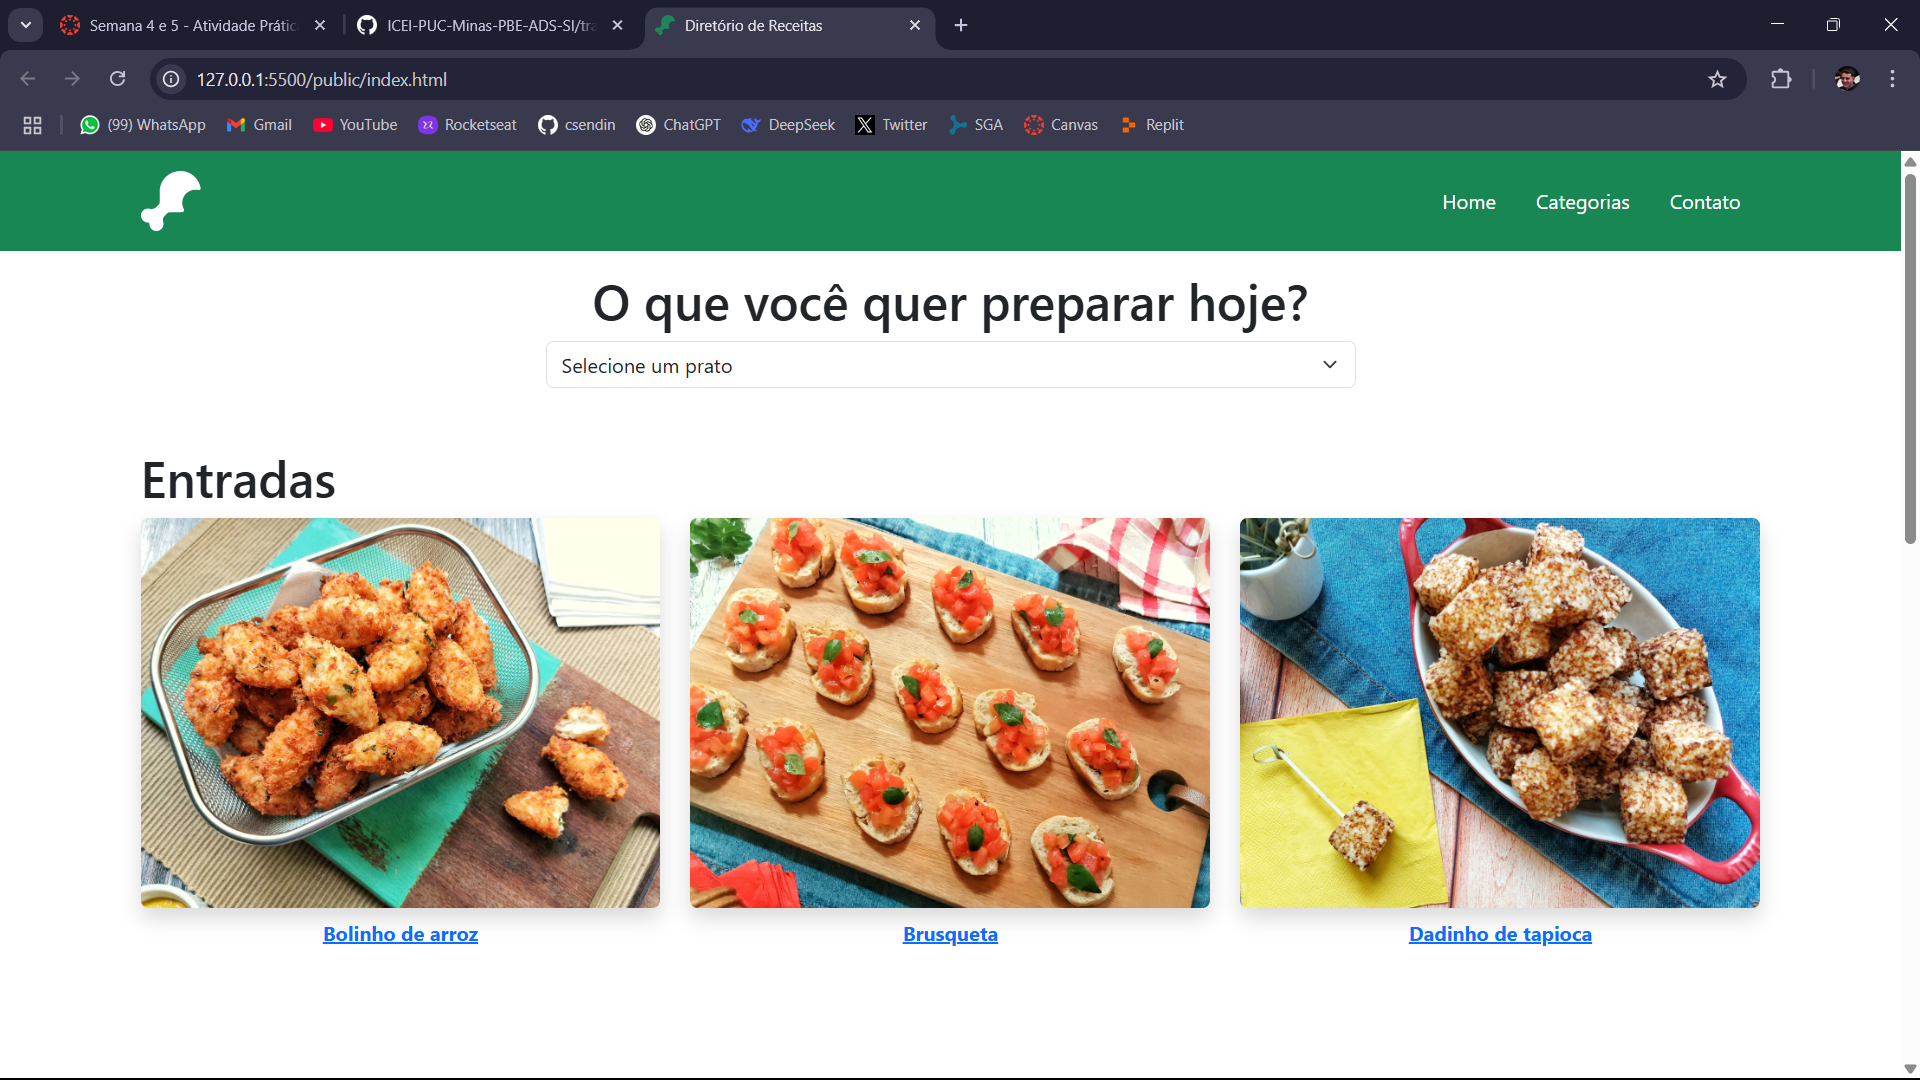 Semana 4 e 5 - Atividade Prátic
ICEI-PUC-Minas-PBE-ADS-SI/tra
Diretório de Receitas
127.0.0.1:5500/public/index.html
(99) WhatsApp
Gmail
YouTube
Rocketseat
csendin
ChatGPT
DeepSeek
Twitter
SGA
Canvas
Replit
Home
Categorias
Contato
O que você quer preparar hoje?
Selecione um prato
Entradas
Bolinho de arroz
Brusqueta
Dadinho de tapioca